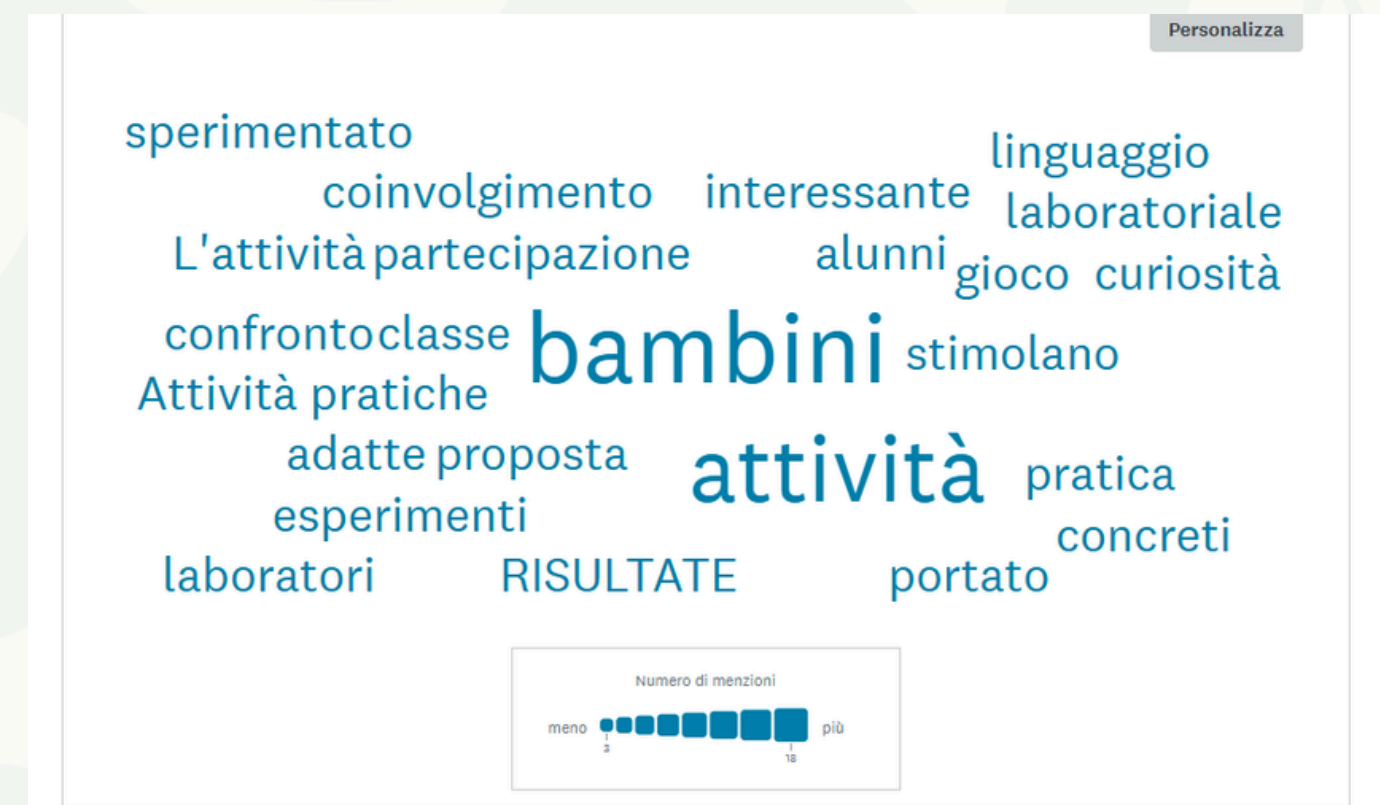 Personalizza
sperimentato
linguaggio
coinvolgimento interessante
laboratoriale
L'attività partecipazione alunni
gioco curiosità
confronto classe bambini stimolano
Attività pratiche
adatte proposta attività pratica
esperimenti
concreti
laboratori RISULTATE portato
Numero di menzioni
meno più
3 18